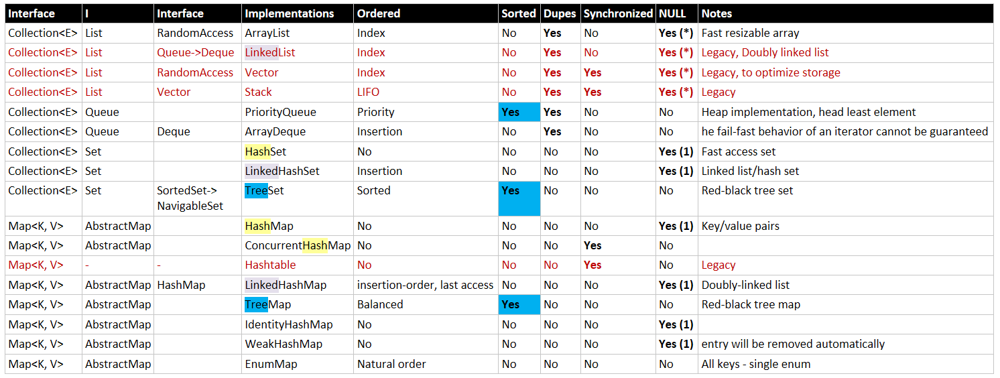 Interface I Interface Implementations Ordered Sorted Dupes Synchronized NULL Notes
Collection<E> List RandomAccess ArrayList Index No Yes No Yes (*) Fast resizable array
Collection<E> List Queue->Deque LinkedList Index No Yes No Yes (*) Legacy, Doubly linked list
Collection<E> List RandomAccess Vector Index No Yes Yes Yes (*) Legacy, to optimize storage
Collection<E> List Vector Stack LIFO No Yes Yes Yes (*) Legacy
Collection<E> Queue PriorityQueue Priority Yes Yes No No Heap implementation, head least element
Collection<E> Queue Deque ArrayDeque Insertion No Yes No No he fail-fast behavior of an iterator cannot be guaranteed
Collection<E> Set HashSet No No No No Yes (1) Fast access set
Collection<E> Set LinkedHashSet Insertion No No No Yes (1) Linked list/hash set
Collection<E> Set SortedSet-> TreeSet Sorted Yes No No No Red-black tree set
NavigableSet
Map<K, V> AbstractMap HashMap No No No No Yes (1) Key/value pairs
Map<K, V> AbstractMap ConcurrentHashMap No No No Yes No
Map<K, V> - - Hashtable No No No Yes No Legacy
Map<K, V> AbstractMap HashMap LinkedHashMap insertion-order, last access No No No Yes (1) Doubly-linked list
Map<K, V> AbstractMap TreeMap Balanced Yes No No No Red-black tree map
Map<K, V> AbstractMap IdentityHashMap No No No No Yes (1)
Map<K, V> AbstractMap WeakHashMap No No No No Yes (1) entry will be removed automatically
Map<K, V> AbstractMap EnumMap Natural order No No No No All keys - single enum